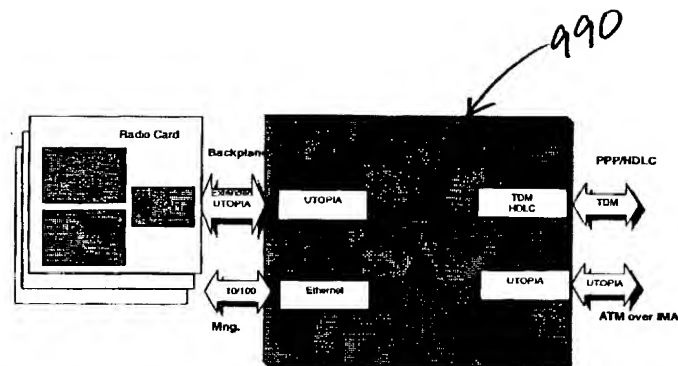 990
Radio Card
Backplane
PPP/HDLC
Extended
UTOPIA
UTOPIA
TDM
HDLC
TDM
10/100
Ethernet
UTOPIA
UTOPIA
Mng.
ATM over IMA